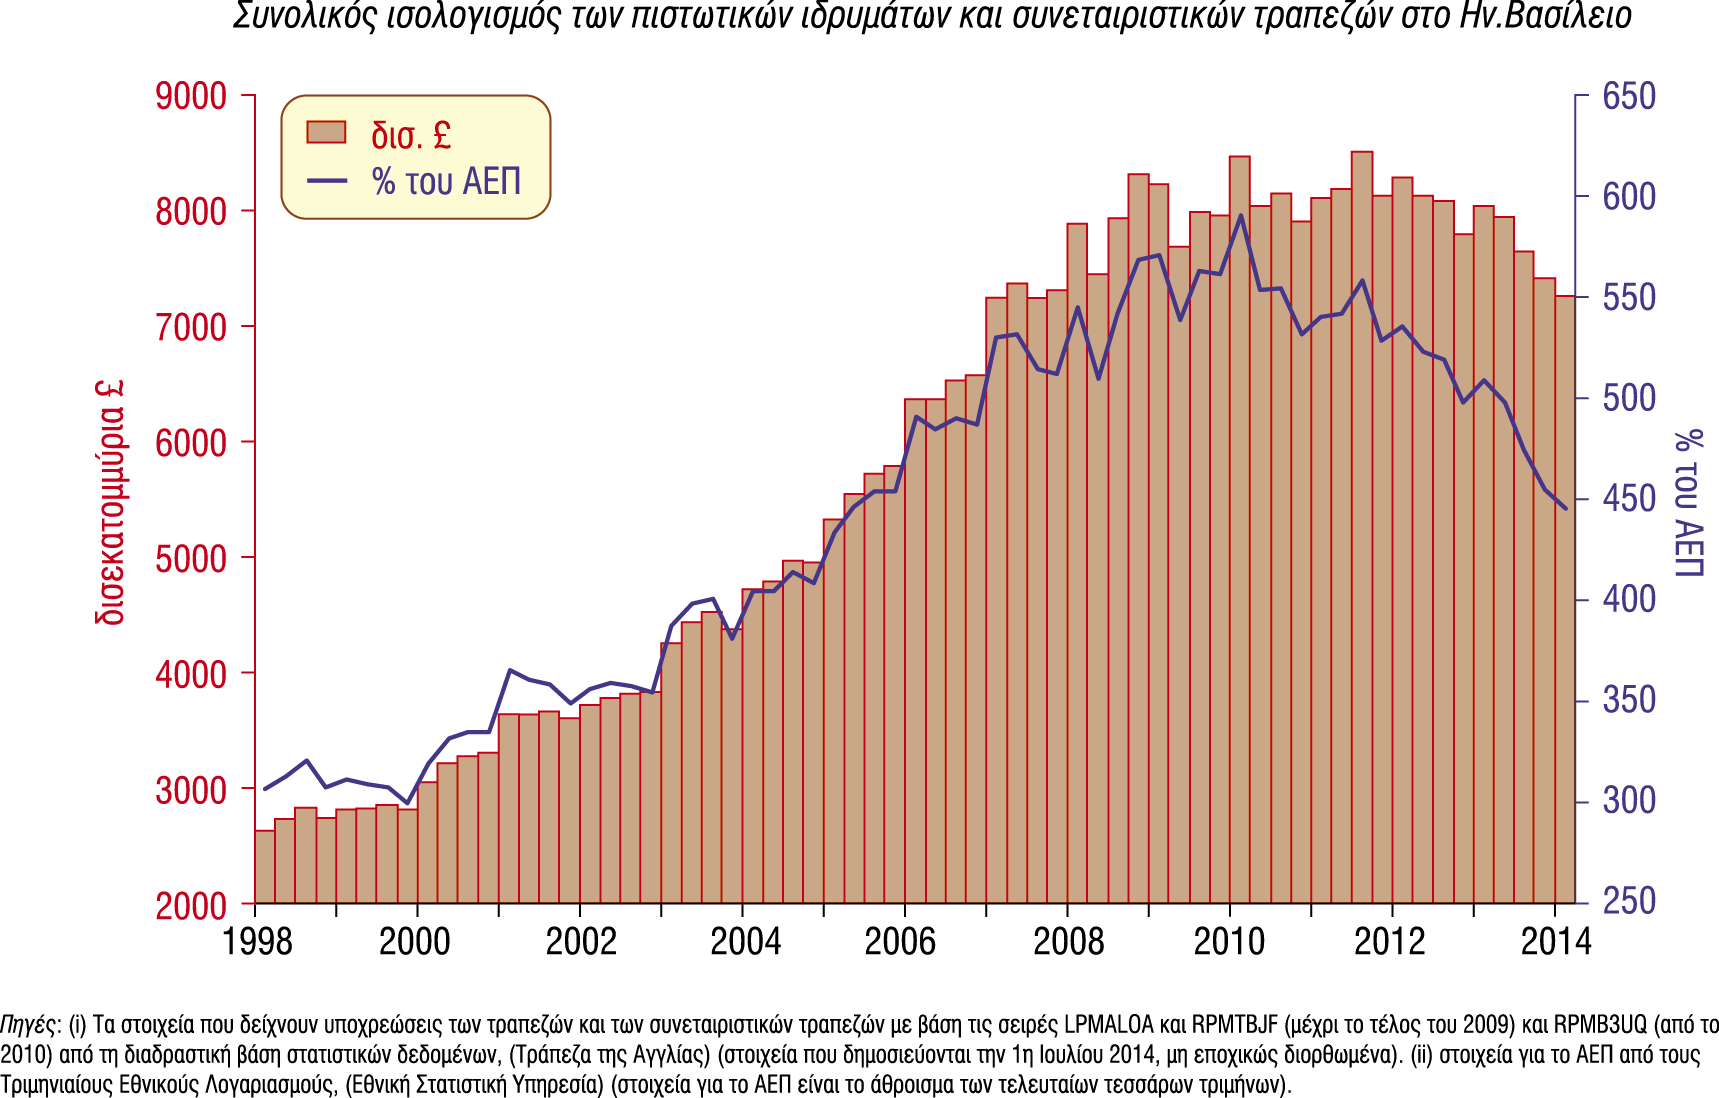 Συνολικός ισολογισμός των πιστωτικών ιδρυμάτων και συνεταιριστικών τραπεζών στο Ην.Βασίλειο
9000
8000
7000
6000
5000
4000
3000
2000
δισεκατομμύρια £
δισ. £
% του ΑΕΠ
650
600
550
500
450
400
350
300
250
% του ΑΕΠ
1998 2000 2002 2004 2006 2008 2010 2012 2014
Πηγές: (i) Τα στοιχεία που δείχνουν υποχρεώσεις των τραπεζών και των συνεταιριστικών τραπεζών με βάση τις σειρές LPMALOA και RPMTBJF (μέχρι το τέλος του 2009) και RPMB3UQ (από το
2010) από τη διαδραστική βάση στατιστικών δεδομένων, (Τράπεζα της Αγγλίας) (στοιχεία που δημοσιεύονται την 1η Ιουλίου 2014, μη εποχικώς διορθωμένα). (ii) στοιχεία για το ΑΕΠ από τους
Τριμηνιαίους Εθνικούς Λογαριασμούς, (Εθνική Στατιστική Υπηρεσία) (στοιχεία για το ΑΕΠ είναι το άθροισμα των τελευταίων τεσσάρων τριμήνων).